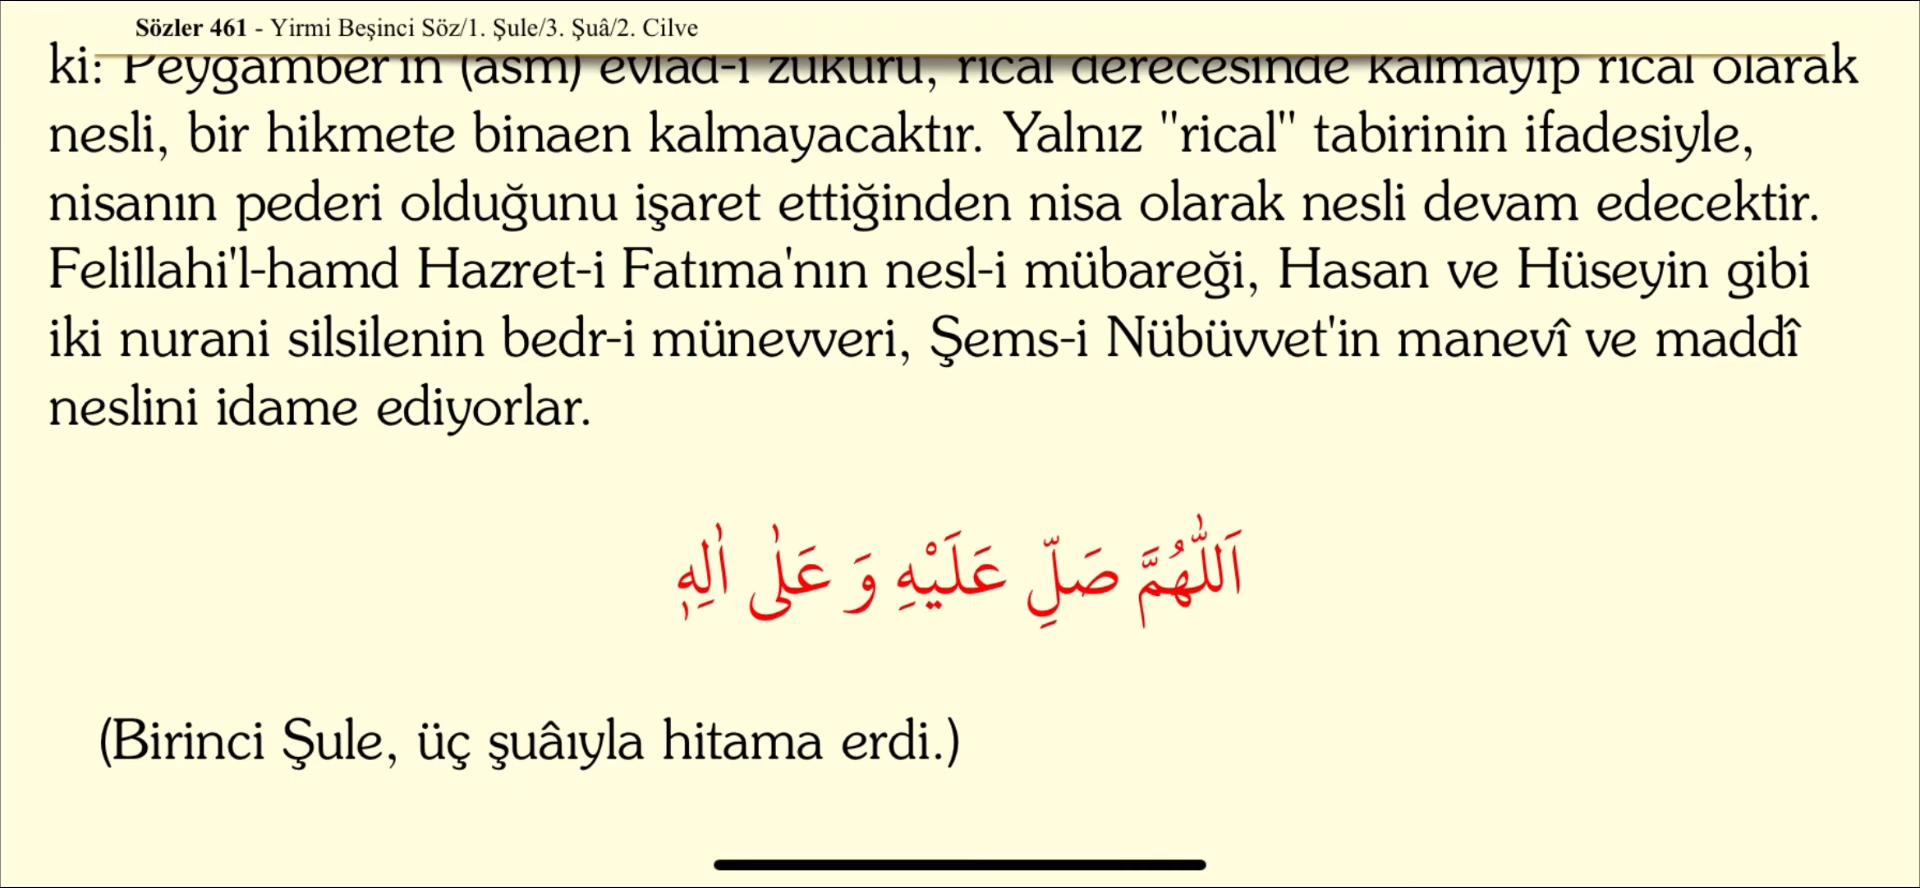 Sözler 461 - Yirmi Beşinci Söz/1. Şule/3. Şuâ/2. Cilve
ki: Peygamber'in (asm) evlad-ı zükûru, rical derecesinde kalmayıp rical olarak
nesli, bir hikmete binaen kalmayacaktır. Yalnız "rical" tabirinin ifadesiyle,
nisanın pederi olduğunu işaret ettiğinden nisa olarak nesli devam edecektir.
Felillahi'l-hamd Hazret-i Fatıma'nın nesl-i mübareği, Hasan ve Hüseyin gibi
iki nurani silsilenin bedr-i münevveri, Şems-i Nübüvvet'in manevî ve maddî
neslini idame ediyorlar.
اَللّٰهُمَّ صَلِّ عَلَيْهِ وَ عَلٰى اٰلِهٖ
(Birinci Şule, üç şuâıyla hitama erdi.)